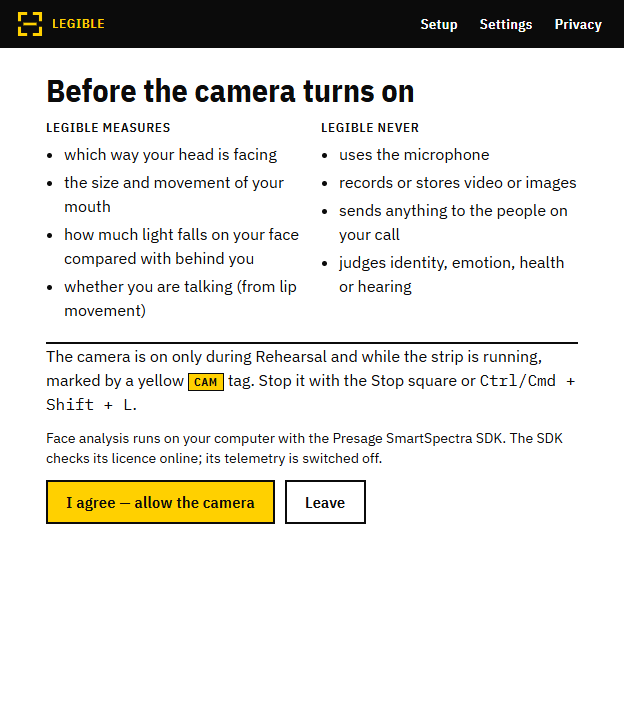 LEGIBLE
Setup Settings Privacy
Before the camera turns on
LEGIBLE MEASURES
which way your head is facing
the size and movement of your
mouth
how much light falls on your face
compared with behind you
whether you are talking (from lip
movement)
LEGIBLE NEVER
uses the microphone
records or stores video or images
sends anything to the people on
your call
judges identity, emotion, health
or hearing
The camera is on only during Rehearsal and while the strip is running,
marked by a yellow CAM tag. Stop it with the Stop square or Ctrl/Cmd +
Shift + L.
Face analysis runs on your computer with the Presage SmartSpectra SDK. The SDK
checks its licence online; its telemetry is switched off.
I agree — allow the camera
Leave